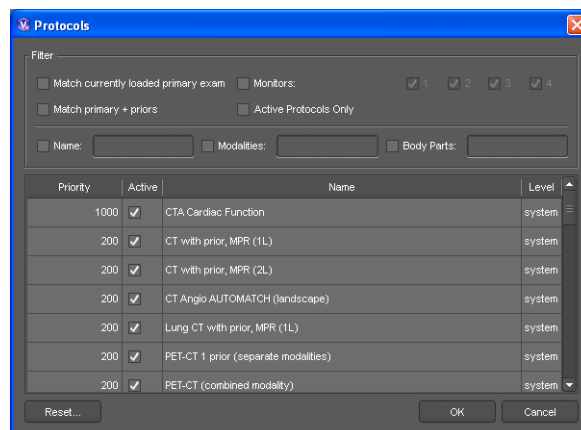 Protocols
Filter
Match currently loaded primary exam Monitors: 1 2 3 4
Match primary + priors Active Protocols Only
Name: Modalities: Body Parts:
Priority Active Name Level
1000 CTA Cardiac Function system
200 CT with prior, MPR (1L) system
200 CT with prior, MPR (2L) system
200 CT Angio AUTOMATCH (landscape) system
200 Lung CT with prior, MPR (1L) system
200 PET-CT 1 prior (separate modalities) system
200 PET-CT (combined modality) system
Reset... OK Cancel